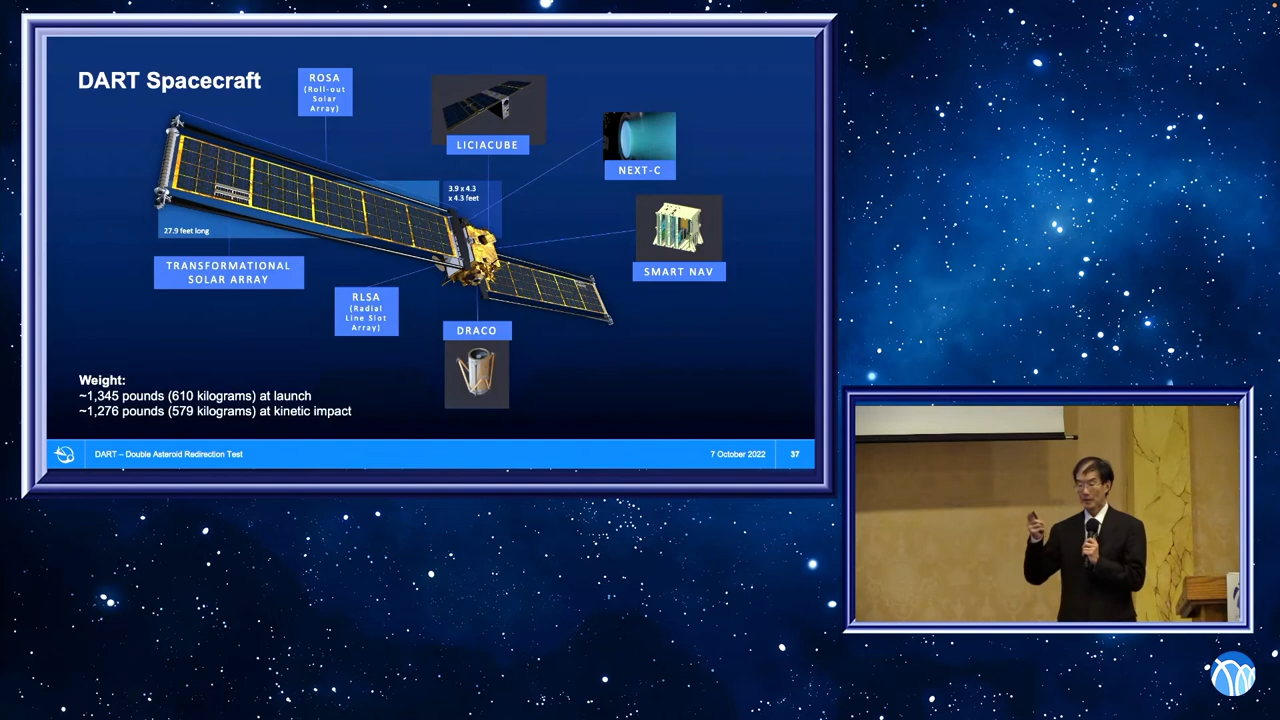 DART Spacecraft
ROSA
(Roll-out
Solar
Array)
LICIACUBE
NEXT-C
3.9 x 4.3
x 4.3 feet
27.9 feet long
TRANSFORMATIONAL
SOLAR ARRAY
SMART NAV
RLSA
(Radial
Line Slot
Array)
DRACO
Weight:
~1,345 pounds (610 kilograms) at launch
~1,276 pounds (579 kilograms) at kinetic impact
DART – Double Asteroid Redirection Test
7 October 2022
37